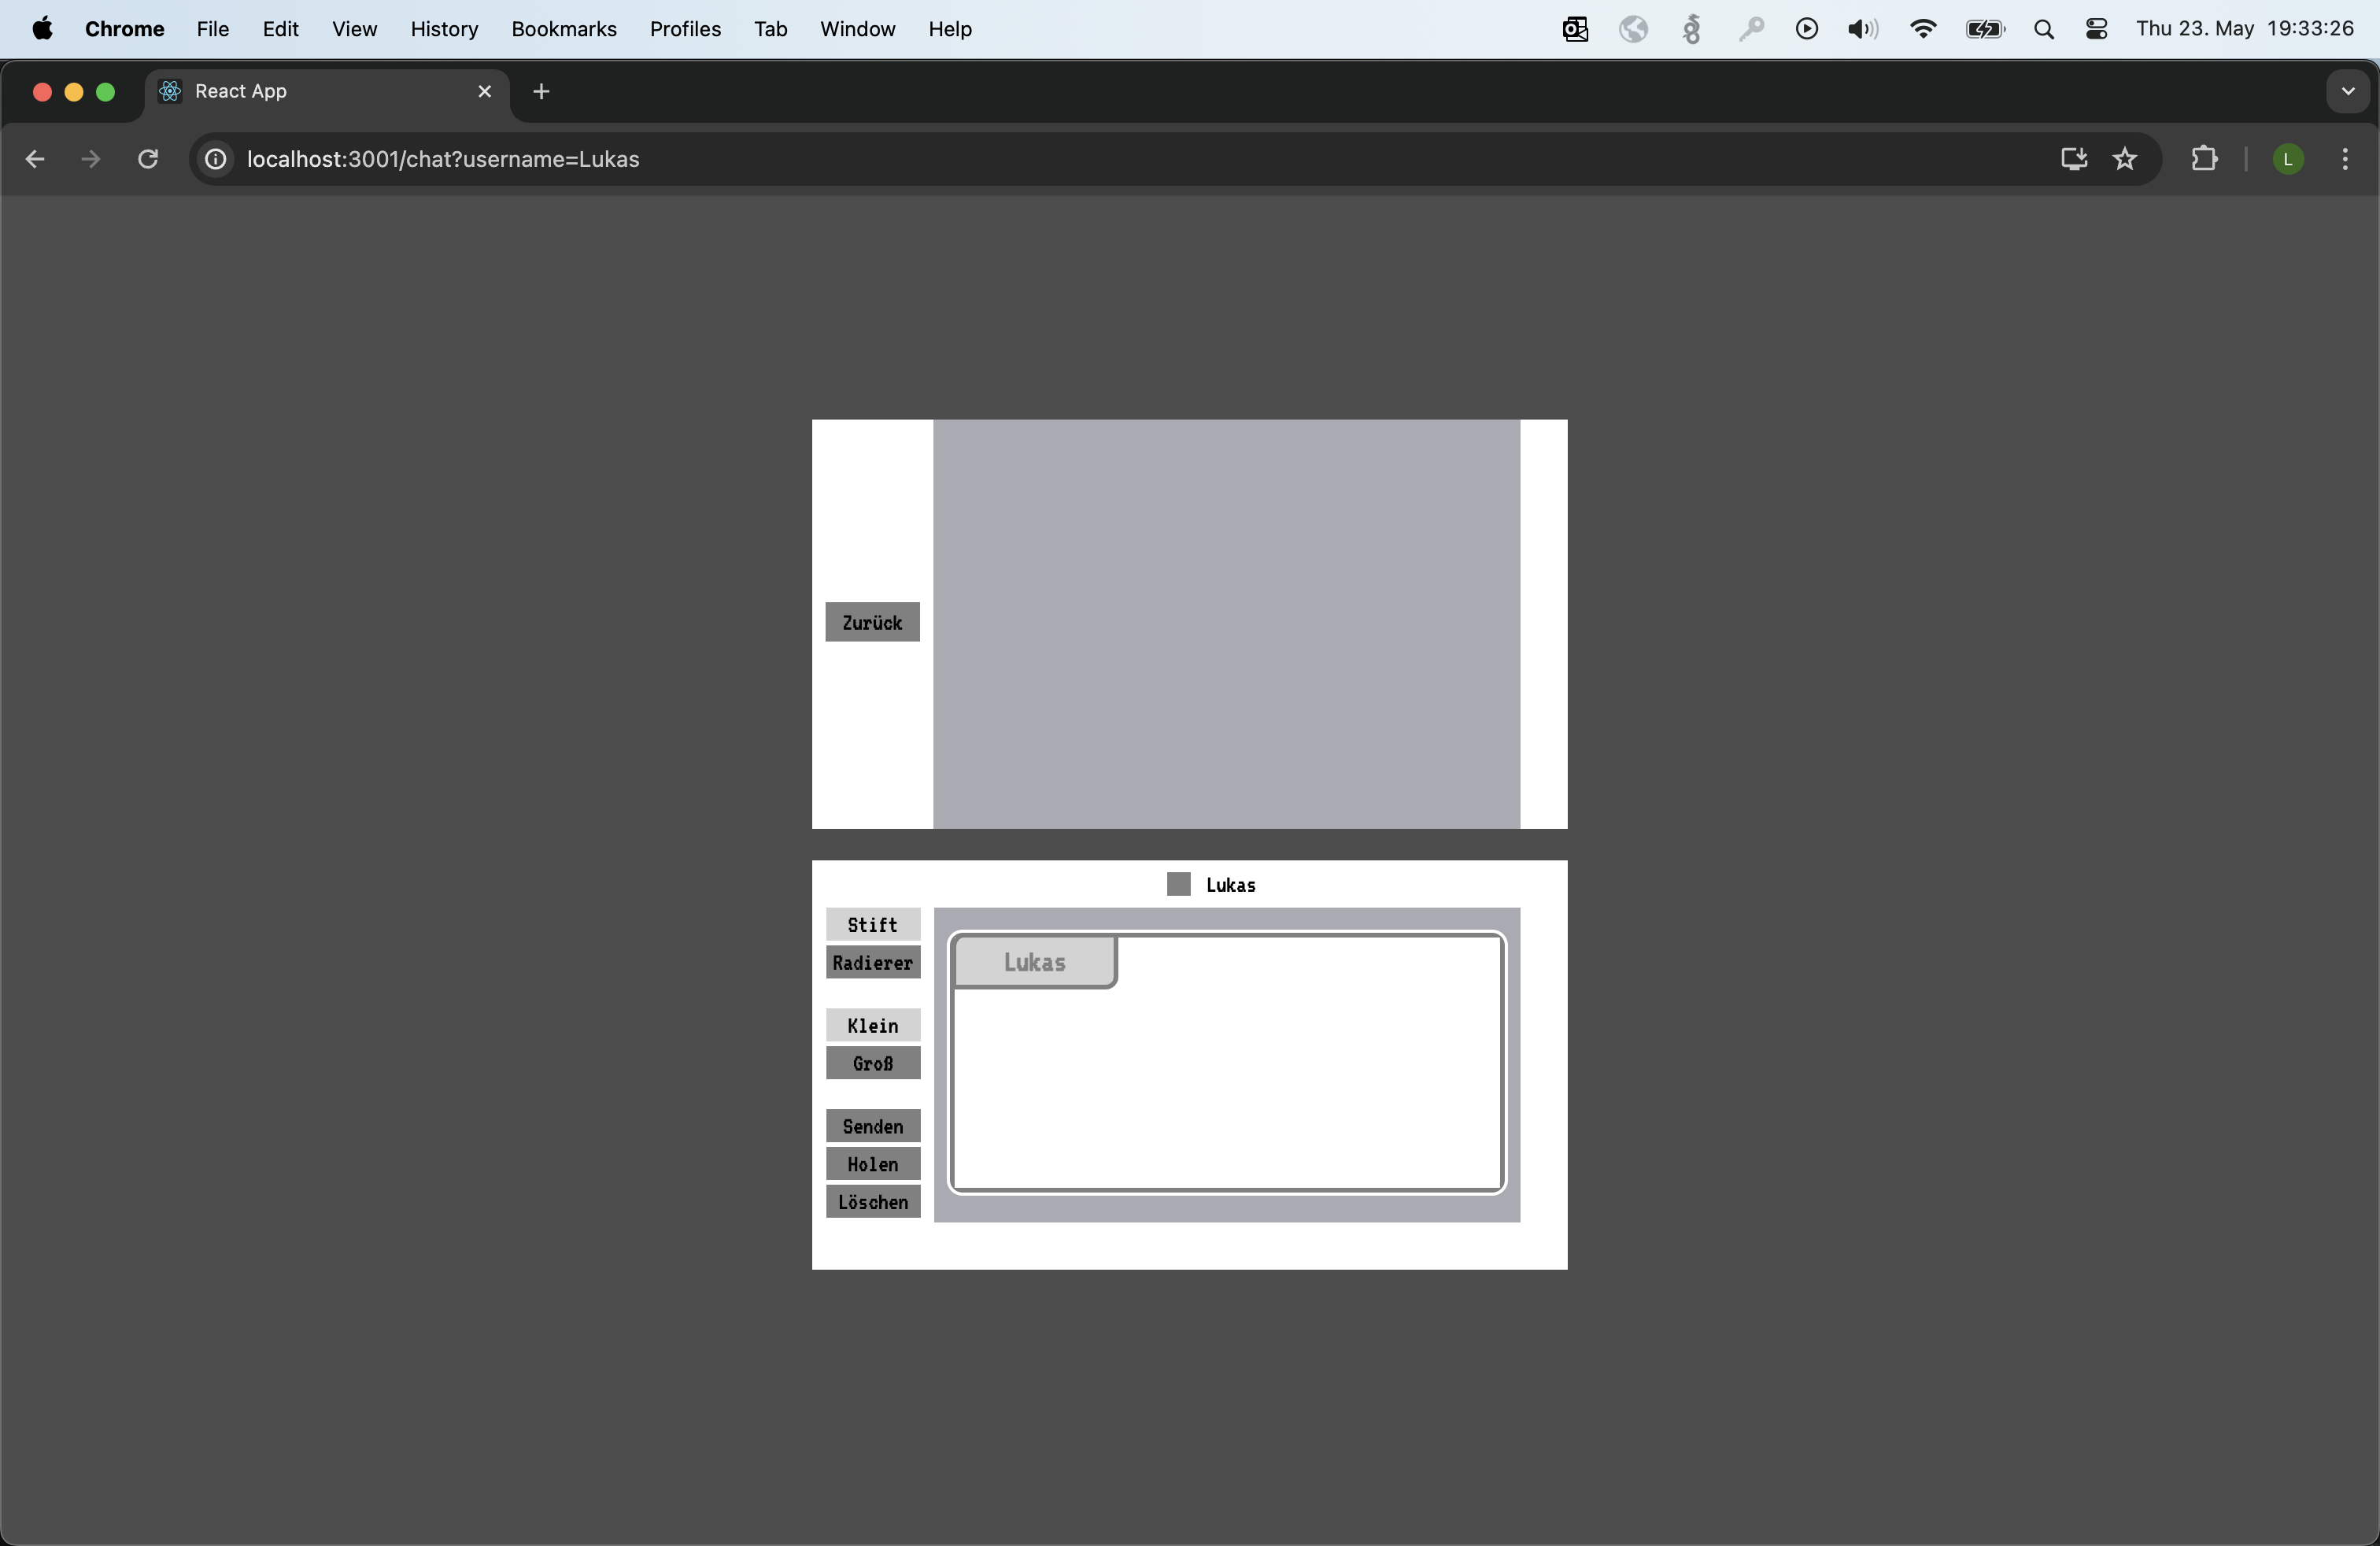 Chrome File Edit View History Bookmarks Profiles Tab Window Help Thu 23. May 19:33:26
React App
localhost:3001/chat?username=Lukas L
Zurück
Lukas
Stift
Lukas
Radierer
Klein
Groß
Senden
Holen
Löschen